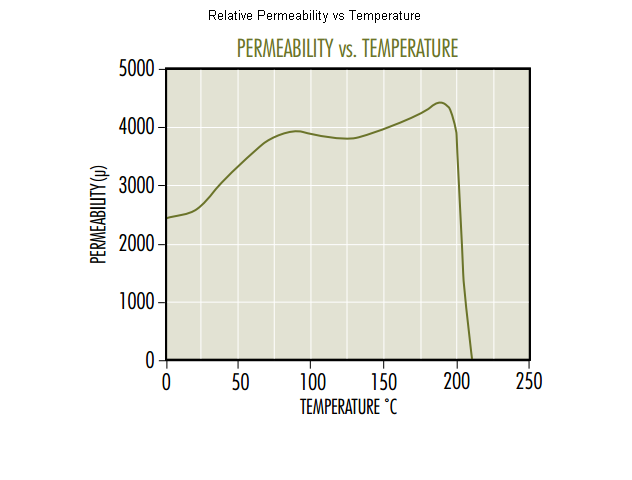 Relative Permeability vs Temperature
PERMEABILITY vs. TEMPERATURE
5000
4000
3000
2000
1000
0
PERMEABILITY (µ)
0 50 100 150 200 250
TEMPERATURE °C